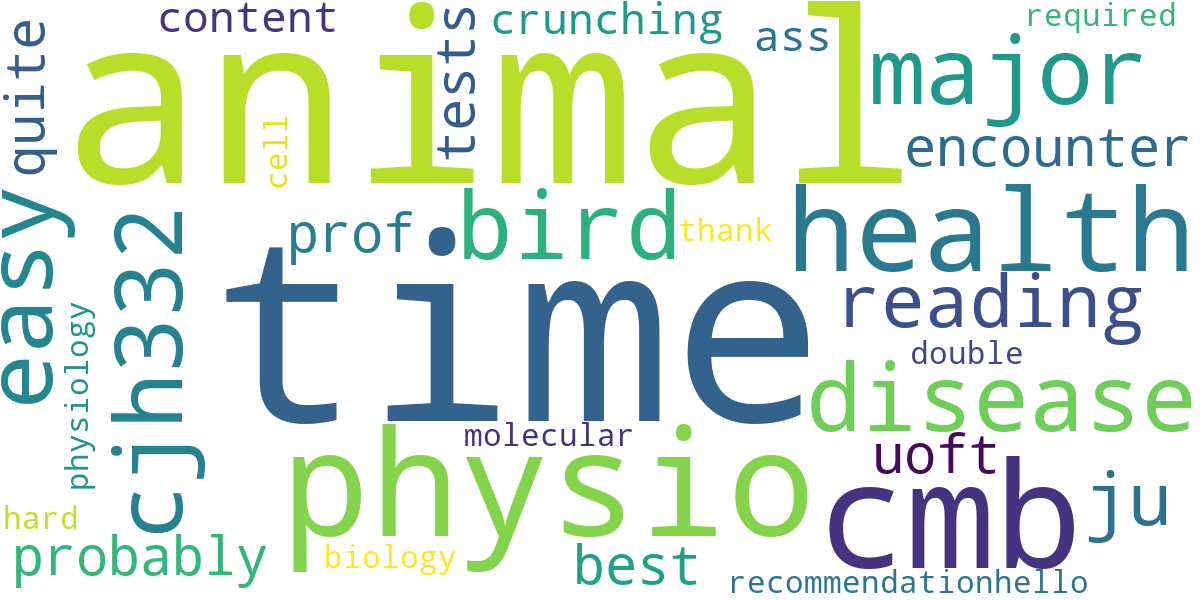 content
crunching
required
ass
quite
animal
tests
major
cell
encounter
easy
cjh332
prof
bird
thank
health
time
reading
physiology
double
disease
molecular
physio
uoft
cmb
ju
hard
probably
biology
best
recommendationhello